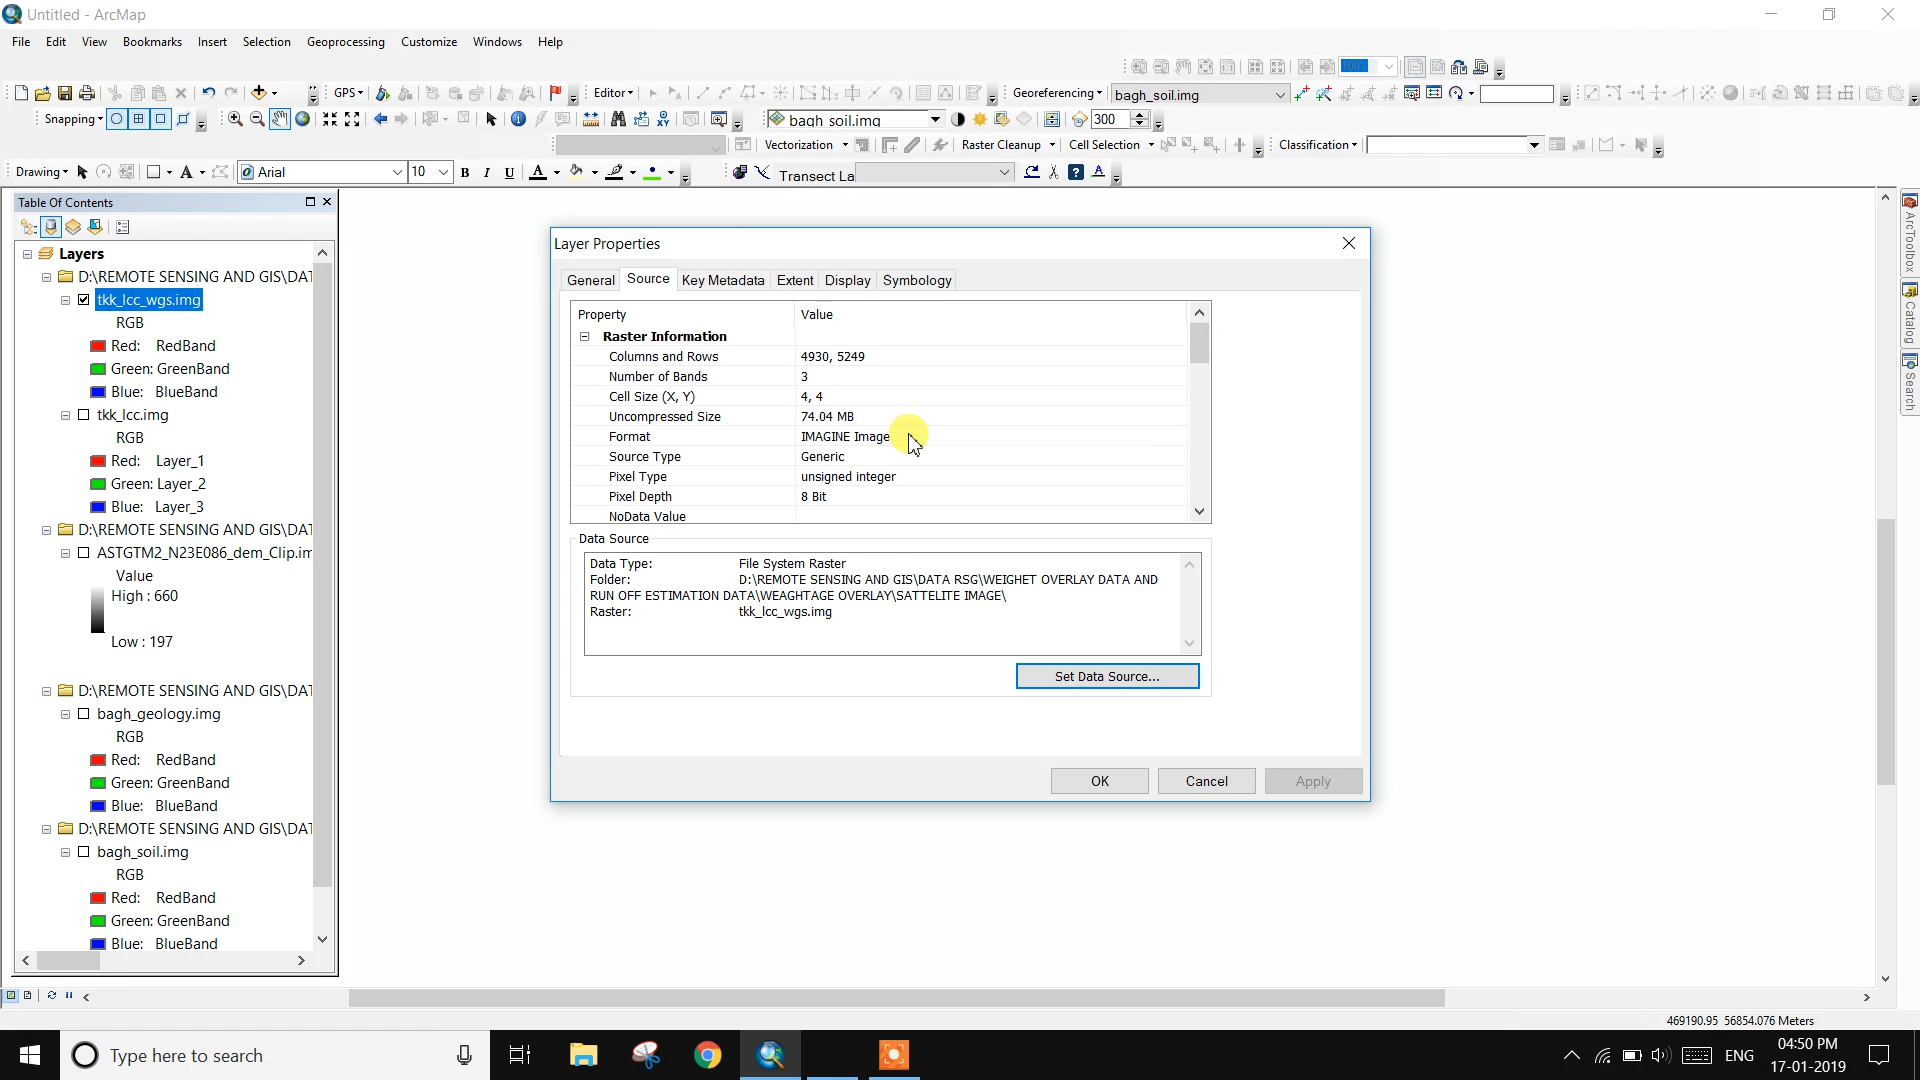 Untitled - ArcMap
File Edit View Bookmarks Insert Selection Geoprocessing Customize Windows Help
100%
GPS Editor Georeferencing bagh_soil.img
Snapping bagh_soil.img 300
Vectorization Raster Cleanup Cell Selection Classification
Drawing A Arial 10 B I U A Transect La
Table Of Contents
Layers
D:\REMOTE SENSING AND GIS\DAT
tkk_lcc_wgs.img
RGB
Red: RedBand
Green: GreenBand
Blue: BlueBand
tkk_lcc.img
RGB
Red: Layer_1
Green: Layer_2
Blue: Layer_3
D:\REMOTE SENSING AND GIS\DAT
ASTGTM2_N23E086_dem_Clip.im
Value
High : 660
Low : 197
D:\REMOTE SENSING AND GIS\DAT
bagh_geology.img
RGB
Red: RedBand
Green: GreenBand
Blue: BlueBand
D:\REMOTE SENSING AND GIS\DAT
bagh_soil.img
RGB
Red: RedBand
Green: GreenBand
Blue: BlueBand
Layer Properties
General Source Key Metadata Extent Display Symbology
Property Value
Raster Information
Columns and Rows 4930, 5249
Number of Bands 3
Cell Size (X, Y) 4, 4
Uncompressed Size 74.04 MB
Format IMAGINE Image
Source Type Generic
Pixel Type unsigned integer
Pixel Depth 8 Bit
NoData Value
Data Source
Data Type: File System Raster
Folder: D:\REMOTE SENSING AND GIS\DATA RSG\WEIGHET OVERLAY DATA AND
RUN OFF ESTIMATION DATA\WEAGHTAGE OVERLAY\SATTELITE IMAGE\
Raster: tkk_lcc_wgs.img
Set Data Source...
OK Cancel Apply
ArcToolbox
Catalog
Search
469190.95 56854.076 Meters
Type here to search
ENG
04:50 PM
17-01-2019